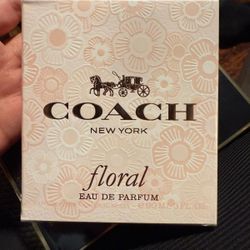 COACH
NEW YORK
floral
EAU DE PARFUM